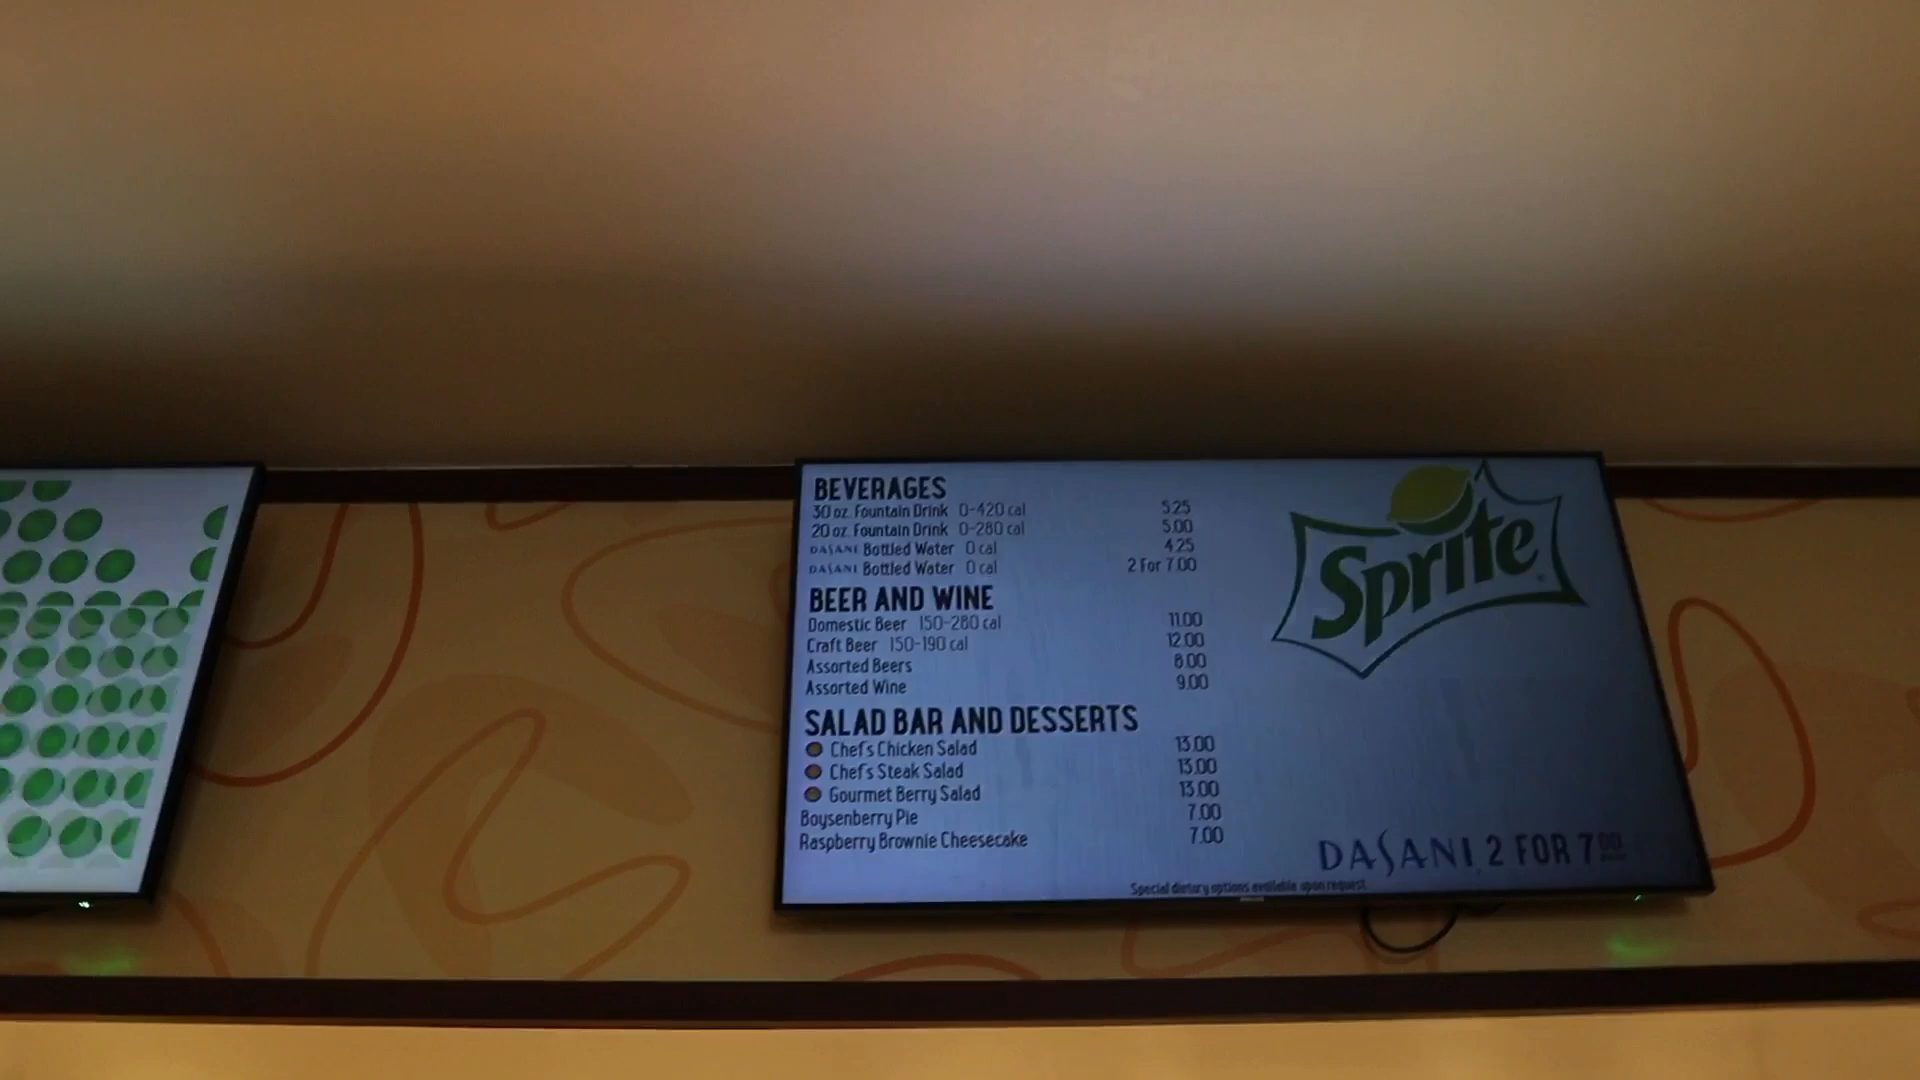 BEVERAGES
30 oz. Fountain Drink 0-420 cal 5.25
20 oz. Fountain Drink 0-280 cal 5.00
DASANI Bottled Water 0 cal 4.25
DASANI Bottled Water 0 cal 2 For 7.00
BEER AND WINE
Domestic Beer 150-280 cal 11.00
Craft Beer 150-190 cal 12.00
Assorted Beers 8.00
Assorted Wine 9.00
SALAD BAR AND DESSERTS
Chef's Chicken Salad 13.00
Chef's Steak Salad 13.00
Gourmet Berry Salad 13.00
Boysenberry Pie 7.00
Raspberry Brownie Cheesecake 7.00
Sprite
DASANI 2 FOR 7.00
Special dietary options available upon request